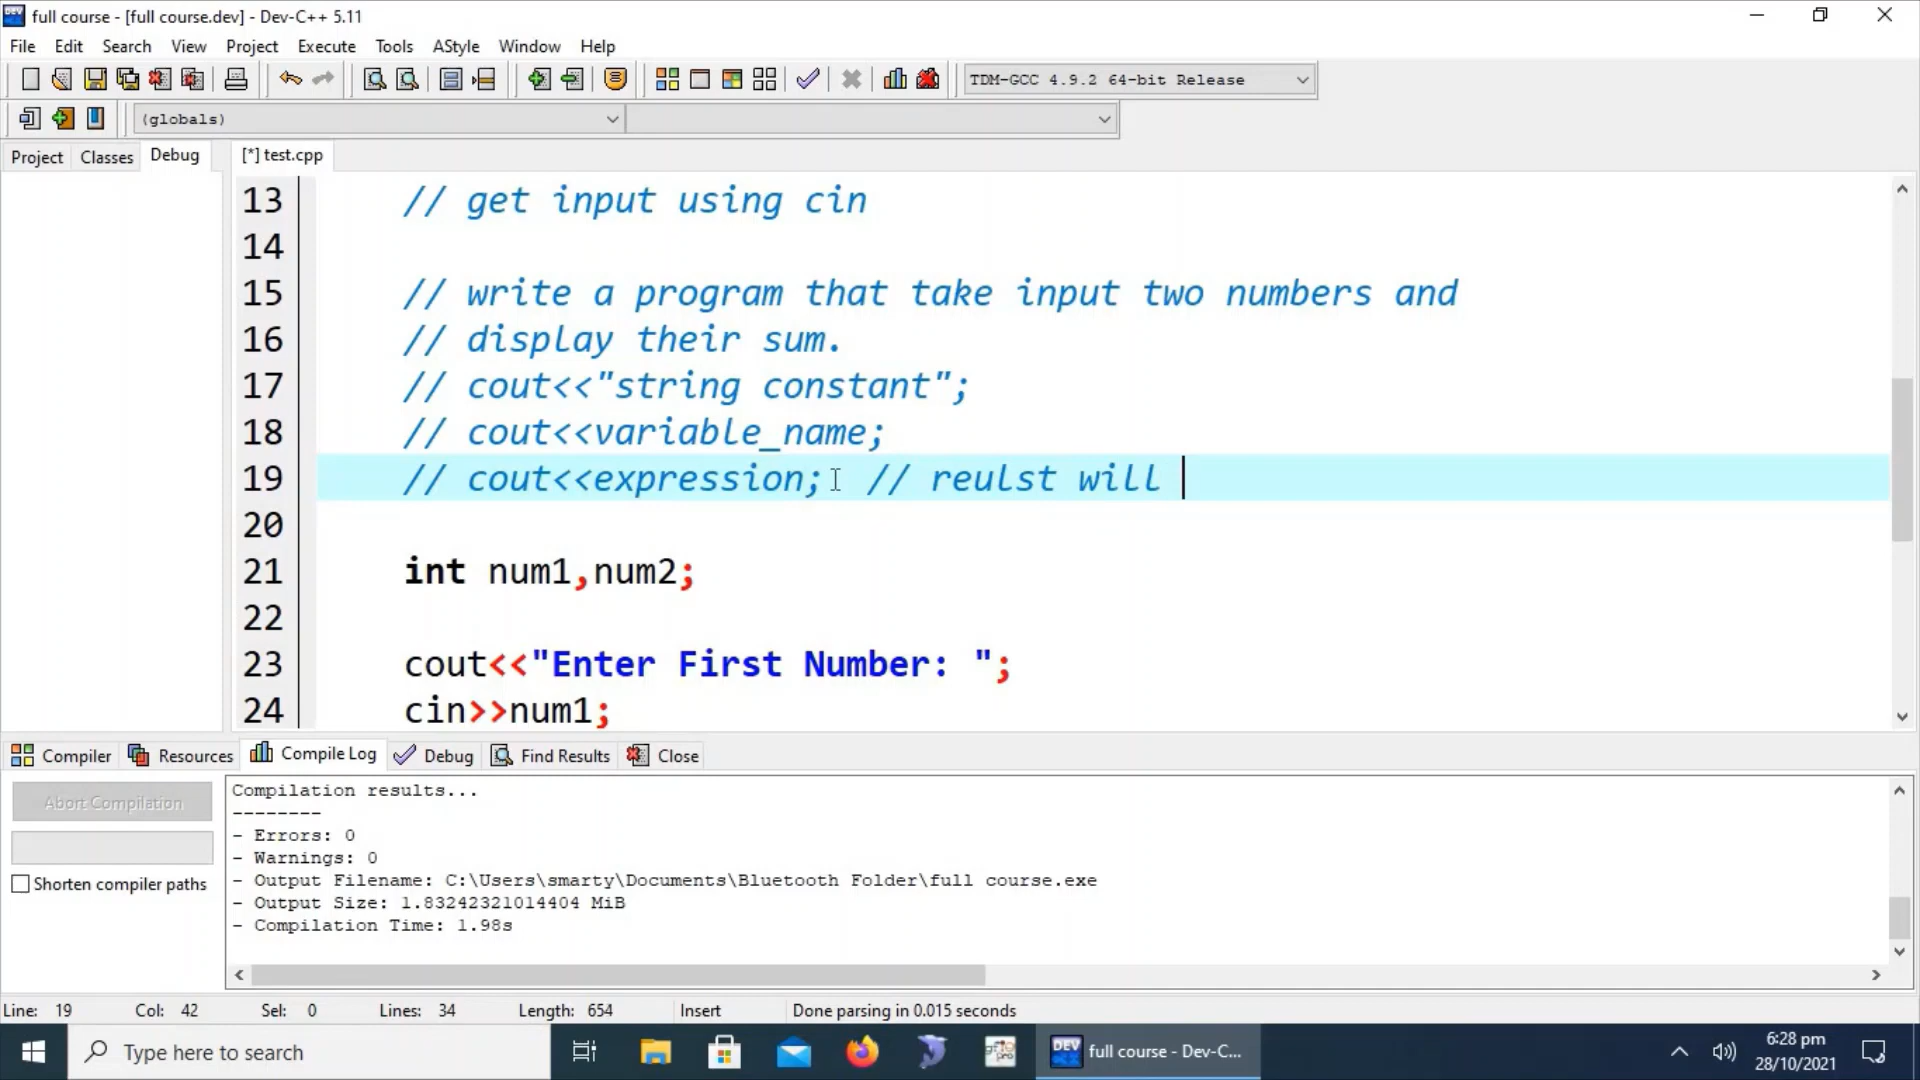 full course - [full course.dev] - Dev-C++ 5.11
File Edit Search View Project Execute Tools AStyle Window Help
TDM-GCC 4.9.2 64-bit Release
(globals)
Project Classes Debug [*] test.cpp
13 // get input using cin
14
15 // write a program that take input two numbers and
16 // display their sum.
17 // cout<<"string constant";
18 // cout<<variable_name;
19 // cout<<expression; // reulst will
20
21 int num1,num2;
22
23 cout<<"Enter First Number: ";
24 cin>>num1;
Compiler Resources Compile Log Debug Find Results Close
Abort Compilation
Shorten compiler paths
Compilation results...
--------
- Errors: 0
- Warnings: 0
- Output Filename: C:\Users\smarty\Documents\Bluetooth Folder\full course.exe
- Output Size: 1.83242321014404 MiB
- Compilation Time: 1.98s
Line: 19 Col: 42 Sel: 0 Lines: 34 Length: 654 Insert Done parsing in 0.015 seconds
Type here to search
DEV full course - Dev-C...
6:28 pm
28/10/2021